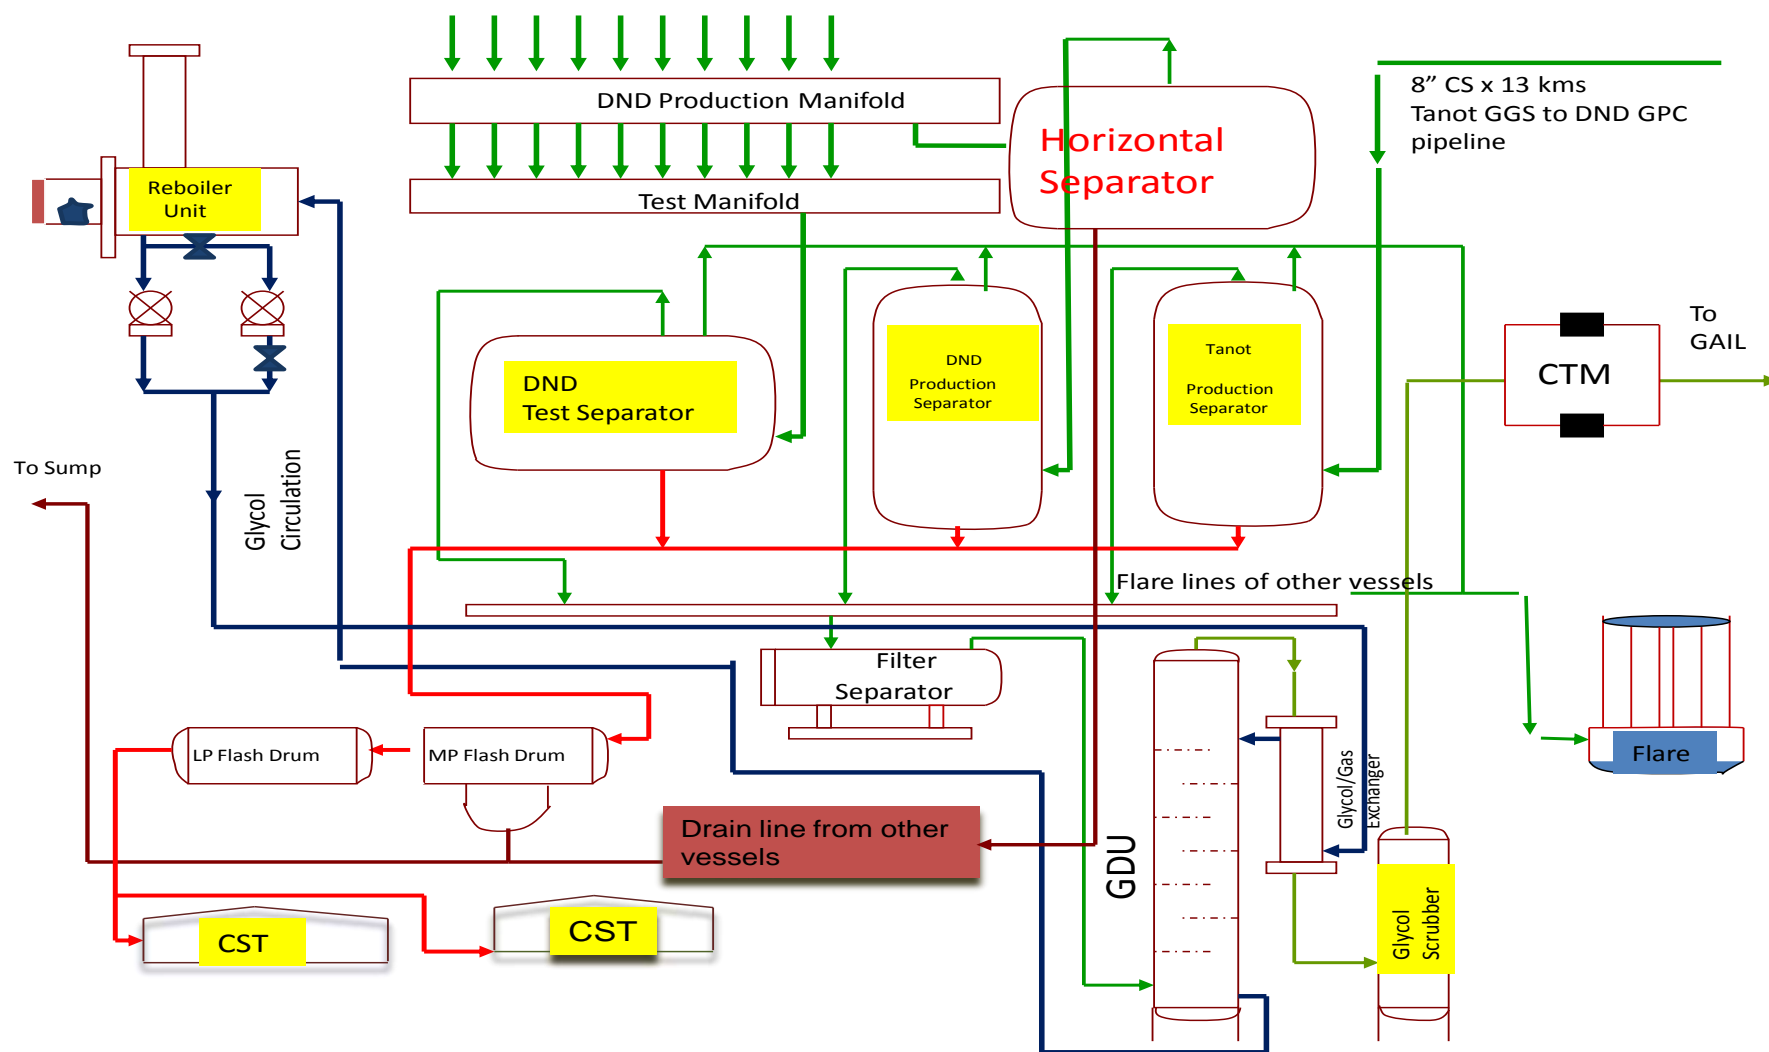 DND Production Manifold
8” CS x 13 kms
Tanot GGS to DND GPC
pipeline
Horizontal
Separator
Reboiler
Unit
Test Manifold
To
GAIL
DND
Test Separator
DND
Production
Separator
Tanot
Production
Separator
CTM
To Sump
Glycol
Circulation
Flare lines of other vessels
Filter
Separator
LP Flash Drum
MP Flash Drum
Flare
Glycol/Gas
Exchanger
Drain line from other
vessels
GDU
Glycol
Scrubber
CST
CST